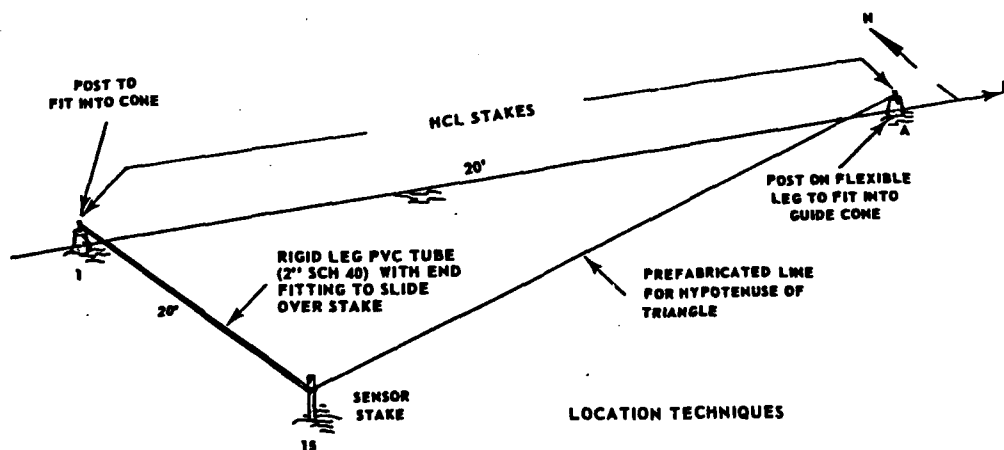 N
POST TO
FIT INTO CONE
HCL STAKES
20'
A
POST ON FLEXIBLE
LEG TO FIT INTO
GUIDE CONE
1
RIGID LEG PVC TUBE
(2" SCH 40) WITH END
FITTING TO SLIDE
OVER STAKE
20'
PREFABRICATED LINE
FOR HYPOTENUSE OF
TRIANGLE
SENSOR
STAKE
1S
LOCATION TECHNIQUES